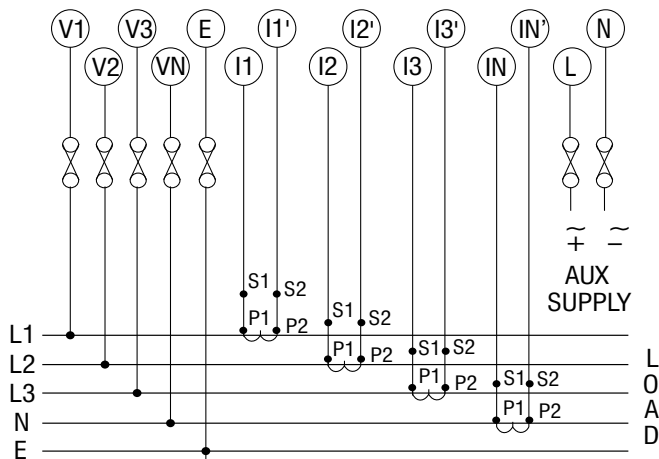 V1 V3 E I1' I2' I3' IN’ N
V2 VN I1 I2 I3 IN L
+ -
AUX
SUPPLY
S1 S2
P1 P2
L1
S1 S2
P1 P2
L2
S1 S2
P1 P2
L3
S1 S2
P1 P2
N
E
LOAD